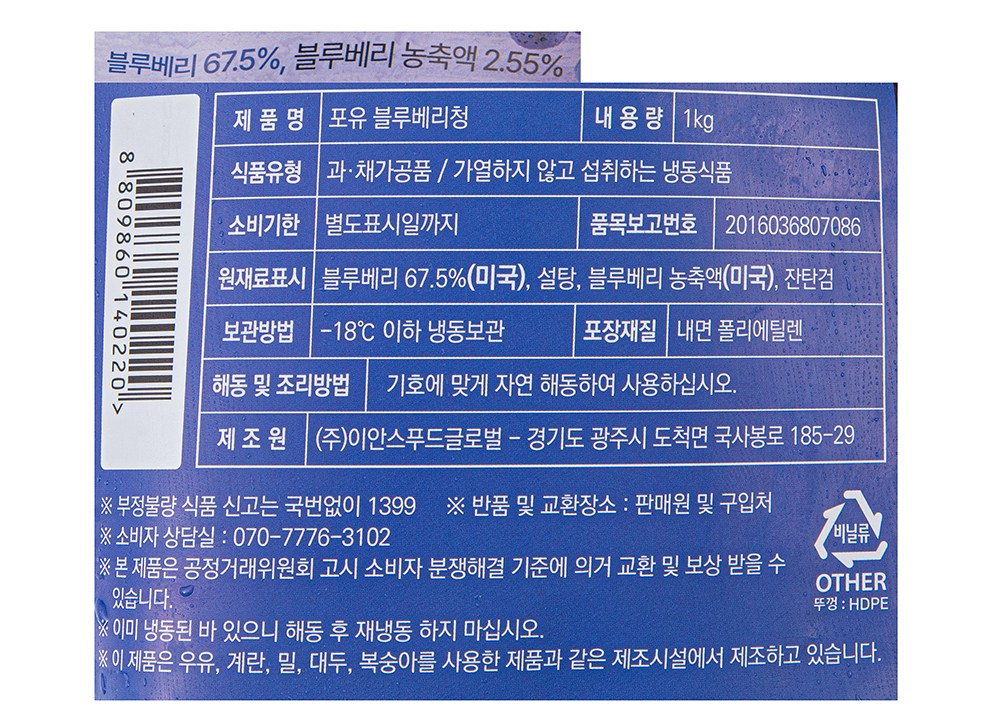 블루베리 67.5%, 블루베리 농축액 2.55%
8 809860 140220 >
제 품 명 포유 블루베리청 내 용 량 1kg
식품유형 과·채가공품 / 가열하지 않고 섭취하는 냉동식품
소비기한 별도표시일까지 품목보고번호 2016036807086
원재료표시 블루베리 67.5%(미국), 설탕, 블루베리 농축액(미국), 잔탄검
보관방법 -18℃ 이하 냉동보관 포장재질 내면 폴리에틸렌
해동 및 조리방법 기호에 맞게 자연 해동하여 사용하십시오.
제 조 원 (주)이안스푸드글로벌 - 경기도 광주시 도척면 국사봉로 185-29
※ 부정불량 식품 신고는 국번없이 1399 ※ 반품 및 교환장소 : 판매원 및 구입처
※ 소비자 상담실 : 070-7776-3102
※ 본 제품은 공정거래위원회 고시 소비자 분쟁해결 기준에 의거 교환 및 보상 받을 수
있습니다.
※ 이미 냉동된 바 있으니 해동 후 재냉동 하지 마십시오.
※ 이 제품은 우유, 계란, 밀, 대두, 복숭아를 사용한 제품과 같은 제조시설에서 제조하고 있습니다.
비닐류
OTHER
뚜껑 : HDPE